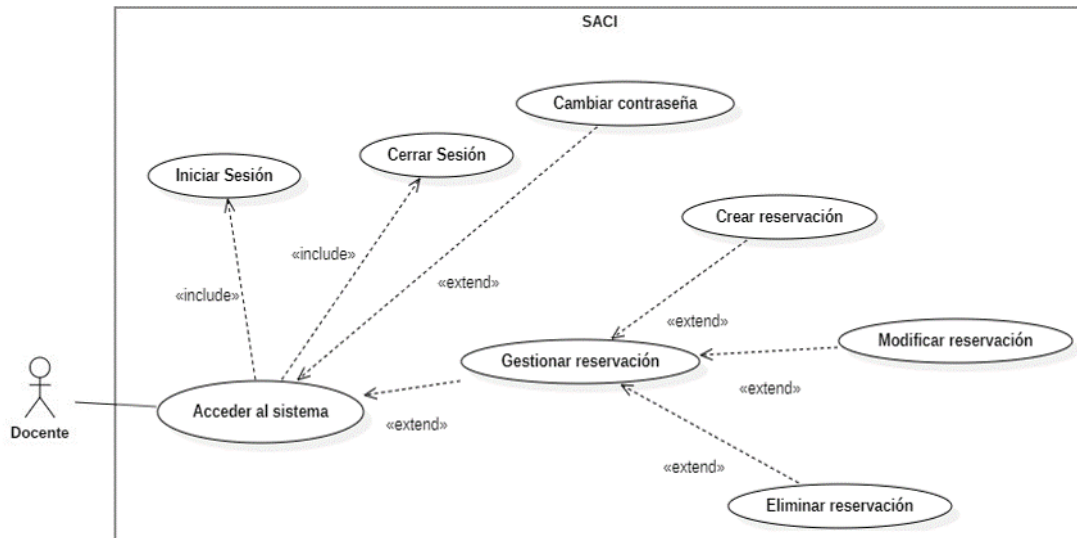 SACI
Cambiar contraseña
Cerrar Sesión
Iniciar Sesión
Crear reservación
«include»
«extend»
«include»
«extend»
Modificar reservación
Gestionar reservación
«extend»
Acceder al sistema
«extend»
Docente
«extend»
Eliminar reservación